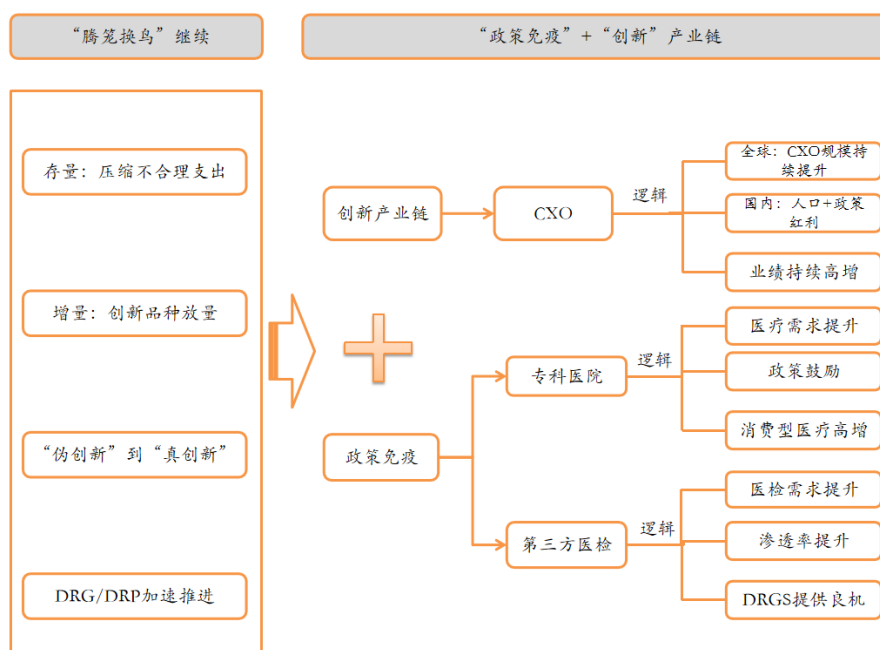 “腾笼换鸟”继续
“政策免疫”+“创新”产业链
存量：压缩不合理支出
增量：创新品种放量
“伪创新”到“真创新”
DRG/DRP加速推进
创新产业链
CXO
逻辑
全球：CXO规模持
续提升
国内：人口+政策
红利
业绩持续高增
政策免疫
专科医院
逻辑
医疗需求提升
政策鼓励
消费型医疗高增
第三方医检
逻辑
医检需求提升
渗透率提升
DRGS提供良机